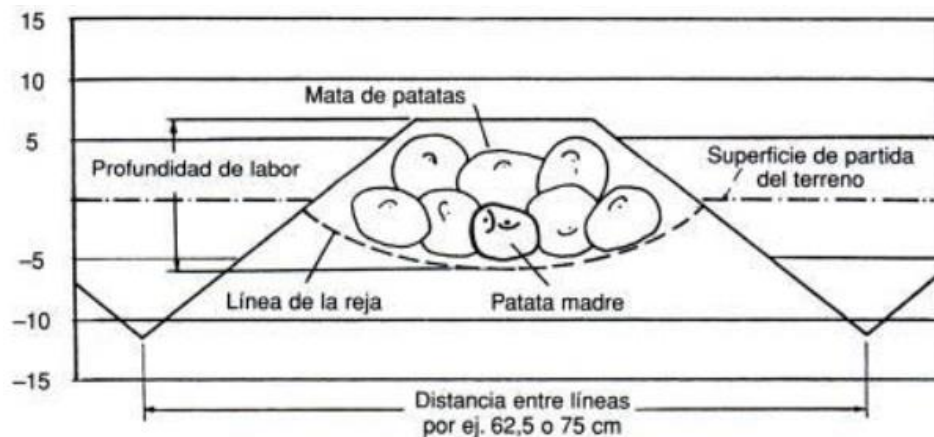 15
10
Mata de patatas
5
Profundidad de labor
Superficie de partida
del terreno
0
−5
Línea de la reja
Patata madre
−10
−15
Distancia entre líneas
por ej. 62,5 o 75 cm